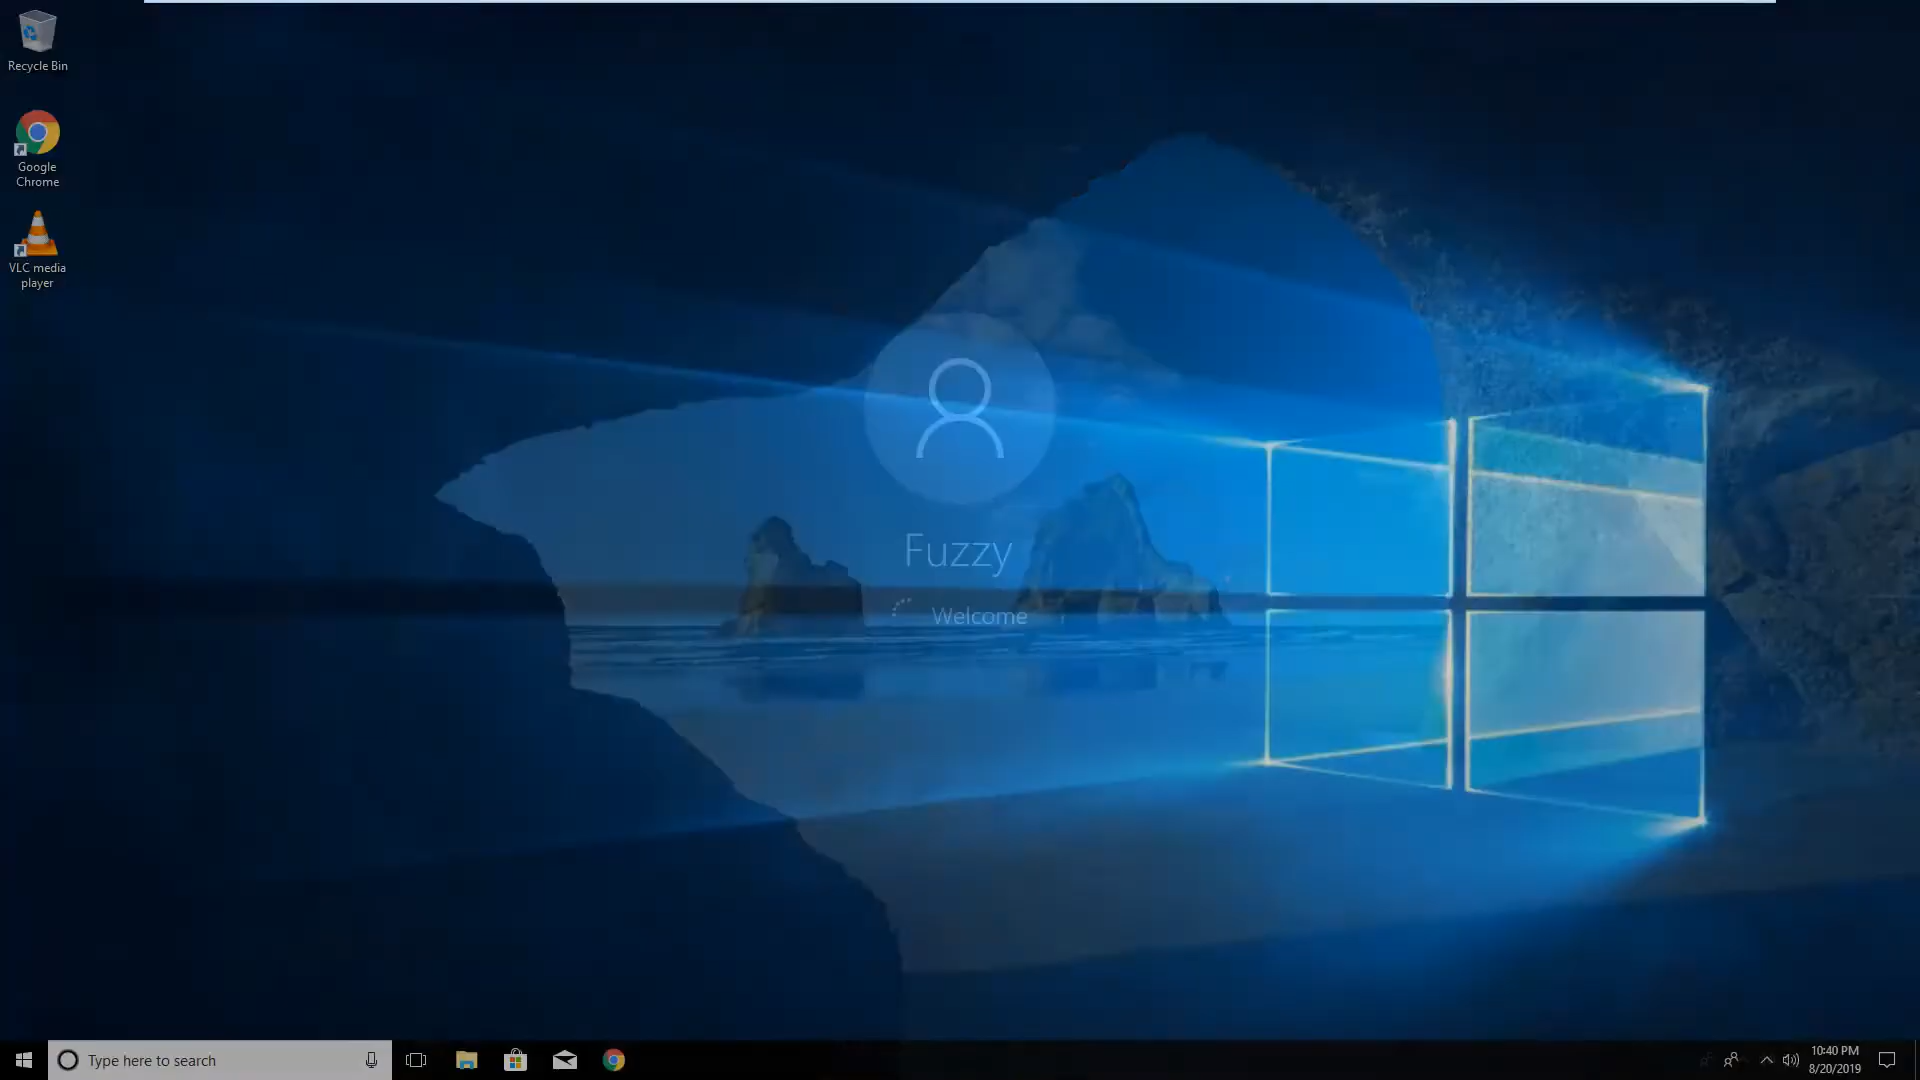 Recycle Bin
Google
Chrome
VLC media
player
Fuzzy
Welcome
Type here to search
10:40 PM
8/20/2019